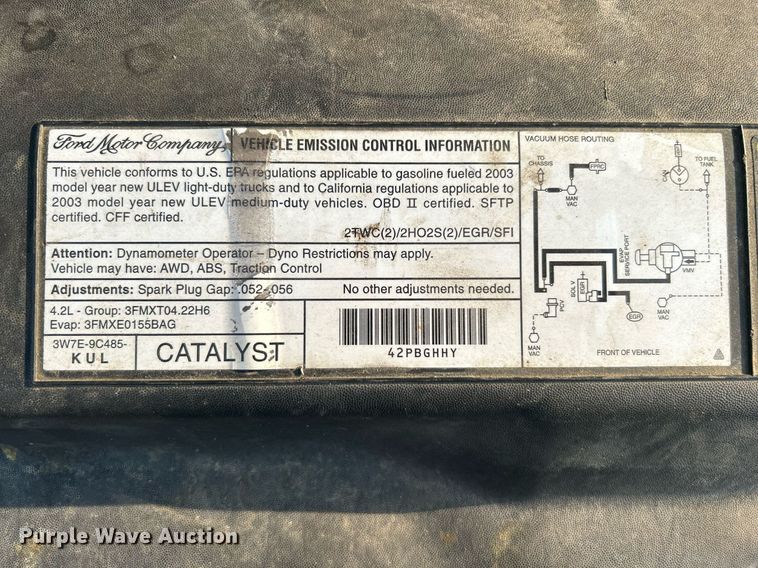 Ford Motor Company,
VEHICLE EMISSION CONTROL INFORMATION
This vehicle conforms to U.S. EPA regulations applicable to gasoline fueled 2003
model year new ULEV light-duty trucks and to California regulations applicable to
2003 model year new ULEV medium-duty vehicles. OBD II certified. SFTP
certified. CFF certified.
2TWC(2)/2HO2S(2)/EGR/SFI
Attention: Dynamometer Operator – Dyno Restrictions may apply.
Vehicle may have: AWD, ABS, Traction Control
Adjustments: Spark Plug Gap: .052-.056 No other adjustments needed.
4.2L - Group: 3FMXT04.22H6
Evap: 3FMXE0155BAG
3W7E-9C485-
KUL
CATALYST
42PBGHHY
VACUUM HOSE ROUTING
TO
CHASSIS
FPRC
MAN
VAC
TO FUEL
TANK
EVAP
SERVICE PORT
VMV
SOL V
EGR
PCV
EGR
MAN
VAC
MAN
VAC
FRONT OF VEHICLE
Purple Wave Auction